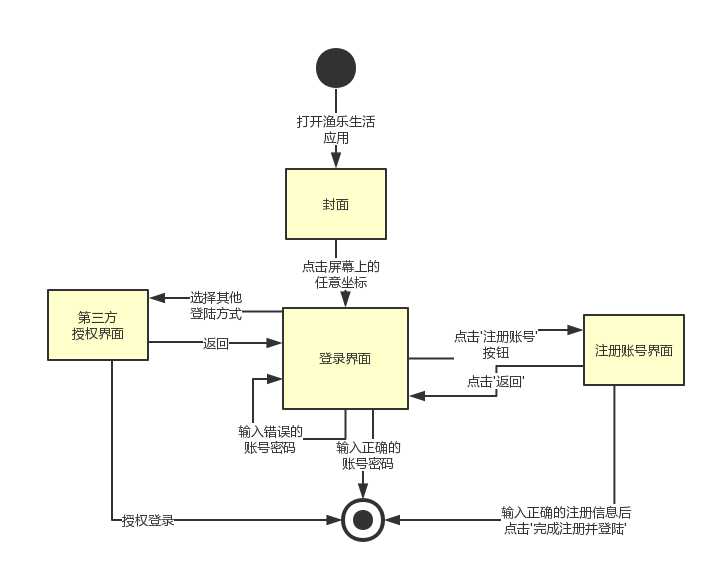 打开渔乐生活
应用
封面
点击屏幕上的
任意坐标
选择其他
登陆方式
第三方
授权界面
返回
登录界面
点击'注册账号'
按钮
注册账号界面
点击'返回'
输入错误的
账号密码
输入正确的
账号密码
授权登录
输入正确的注册信息后
点击'完成注册并登陆'